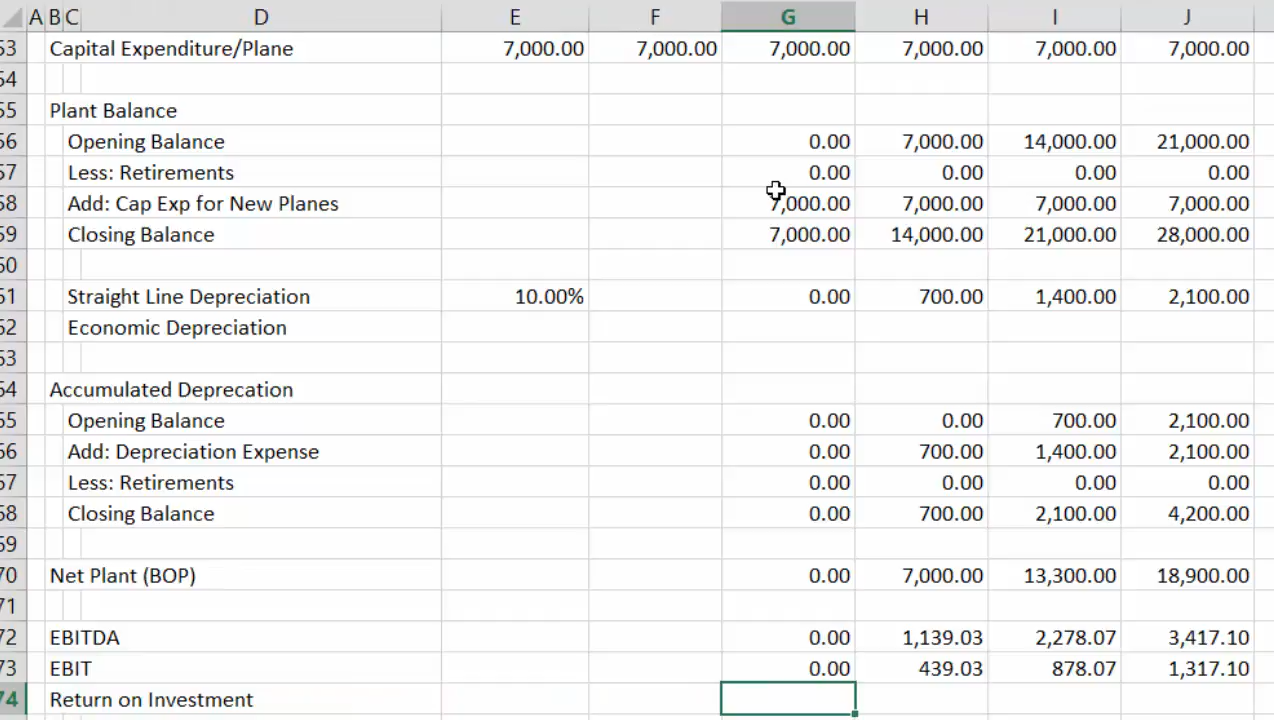 A B C D E F G H I J
53 Capital Expenditure/Plane 7,000.00 7,000.00 7,000.00 7,000.00 7,000.00 7,000.00
54
55 Plant Balance
56 Opening Balance 0.00 7,000.00 14,000.00 21,000.00
57 Less: Retirements 0.00 0.00 0.00 0.00
58 Add: Cap Exp for New Planes 7,000.00 7,000.00 7,000.00 7,000.00
59 Closing Balance 7,000.00 14,000.00 21,000.00 28,000.00
60
61 Straight Line Depreciation 10.00% 0.00 700.00 1,400.00 2,100.00
62 Economic Depreciation
63
64 Accumulated Deprecation
65 Opening Balance 0.00 0.00 700.00 2,100.00
66 Add: Depreciation Expense 0.00 700.00 1,400.00 2,100.00
67 Less: Retirements 0.00 0.00 0.00 0.00
68 Closing Balance 0.00 700.00 2,100.00 4,200.00
69
70 Net Plant (BOP) 0.00 7,000.00 13,300.00 18,900.00
71
72 EBITDA 0.00 1,139.03 2,278.07 3,417.10
73 EBIT 0.00 439.03 878.07 1,317.10
74 Return on Investment